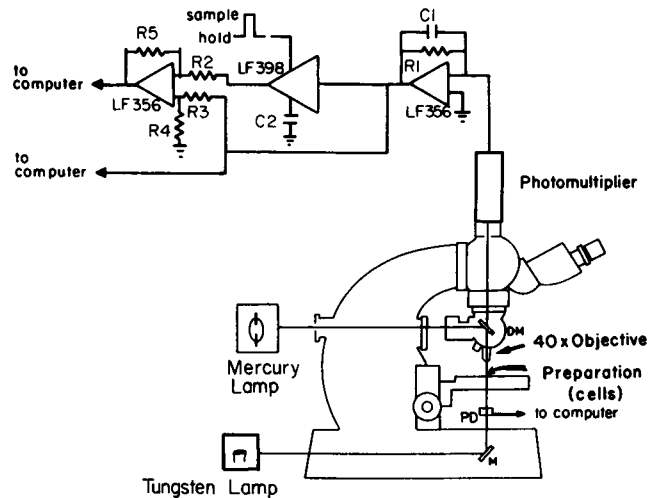 sample
hold
C1
R5
R2
LF398
R1
to
computer
LF356
R3
C2
LF356
R4
to
computer
Photomultiplier
DM
40x Objective
Mercury
Lamp
Preparation
(cells)
PD
to computer
M
Tungsten Lamp